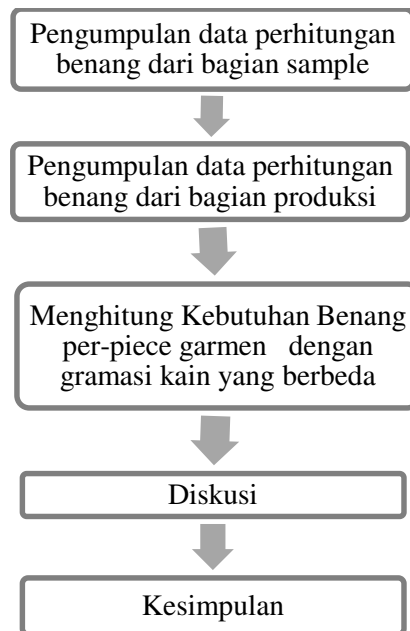 Pengumpulan data perhitungan
benang dari bagian sample
Pengumpulan data perhitungan
benang dari bagian produksi
Menghitung Kebutuhan Benang
per-piece garmen dengan
gramasi kain yang berbeda
Diskusi
Kesimpulan